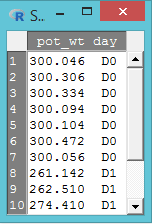 S...
pot_wt day
1 300.046 D0
2 300.306 D0
3 300.334 D0
4 300.094 D0
5 300.104 D0
6 300.472 D0
7 300.056 D0
8 261.142 D1
9 262.510 D1
10 274.410 D1